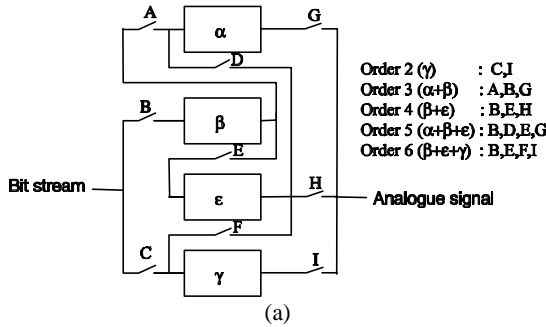 A
G
α
D
Order 2 (γ) : C,I
Order 3 (α+β) : A,B,G
Order 4 (β+ε) : B,E,H
Order 5 (α+β+ε) : B,D,E,G
Order 6 (β+ε+γ) : B,E,F,I
B
β
E
Bit stream
H
ε
Analogue signal
F
C
I
γ
(a)